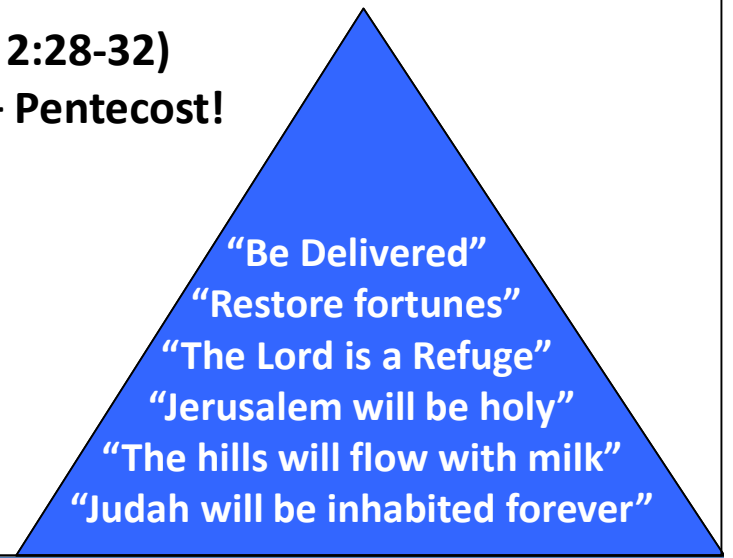 2:28-32)
Pentecost!
“Be Delivered”
“Restore fortunes”
“The Lord is a Refuge”
“Jerusalem will be holy”
“The hills will flow with milk”
“Judah will be inhabited forever”